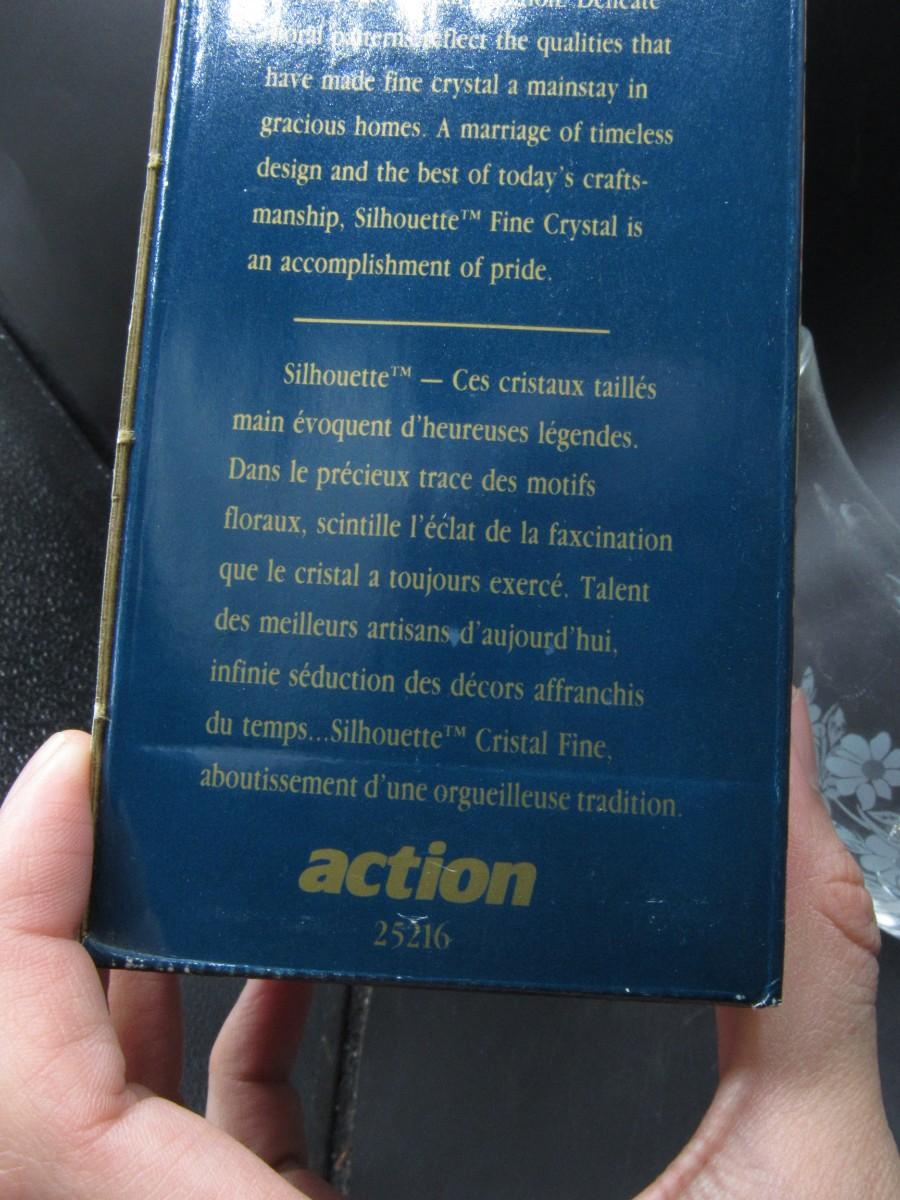 Delicate
floral patterns reflect the qualities that
have made fine crystal a mainstay in
gracious homes. A marriage of timeless
design and the best of today's crafts-
manship, Silhouette™ Fine Crystal is
an accomplishment of pride.
Silhouette™ — Ces cristaux taillés
main évoquent d'heureuses légendes.
Dans le précieux trace des motifs
floraux, scintille l'éclat de la faxcination
que le cristal a toujours exercé. Talent
des meilleurs artisans d'aujourd'hui,
infinie séduction des décors affranchis
du temps...Silhouette™ Cristal Fine,
aboutissement d'une orgueilleuse tradition.
action
25216